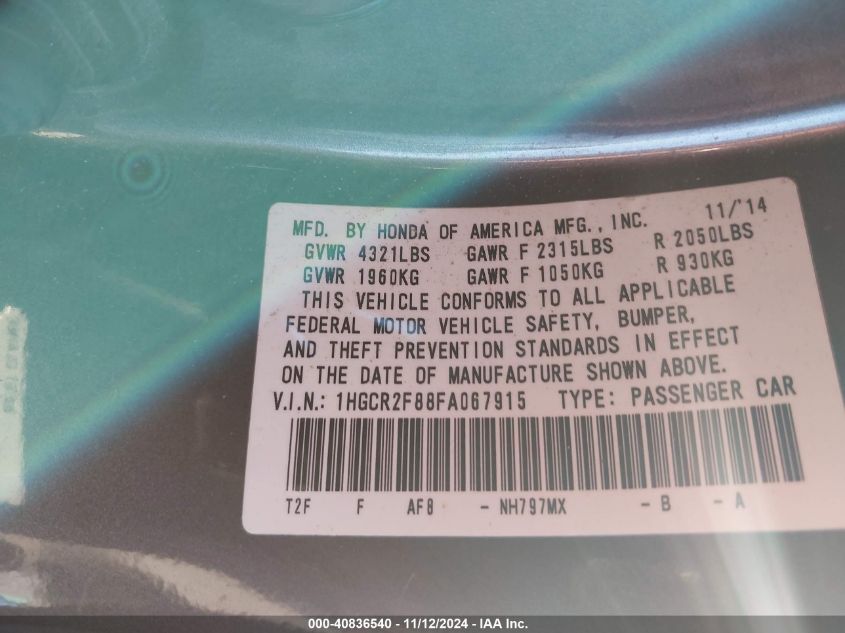 MFD. BY HONDA OF AMERICA MFG., INC. 11/'14
GVWR 4321LBS GAWR F 2315LBS R 2050LBS
GVWR 1960KG GAWR F 1050KG R 930KG
THIS VEHICLE CONFORMS TO ALL APPLICABLE
FEDERAL MOTOR VEHICLE SAFETY, BUMPER,
AND THEFT PREVENTION STANDARDS IN EFFECT
ON THE DATE OF MANUFACTURE SHOWN ABOVE.
V.I.N.: 1HGCR2F88FA067915 TYPE: PASSENGER CAR
T2F F AF8 - NH797MX - B - A
000-40836540 - 11/12/2024 - IAA Inc.